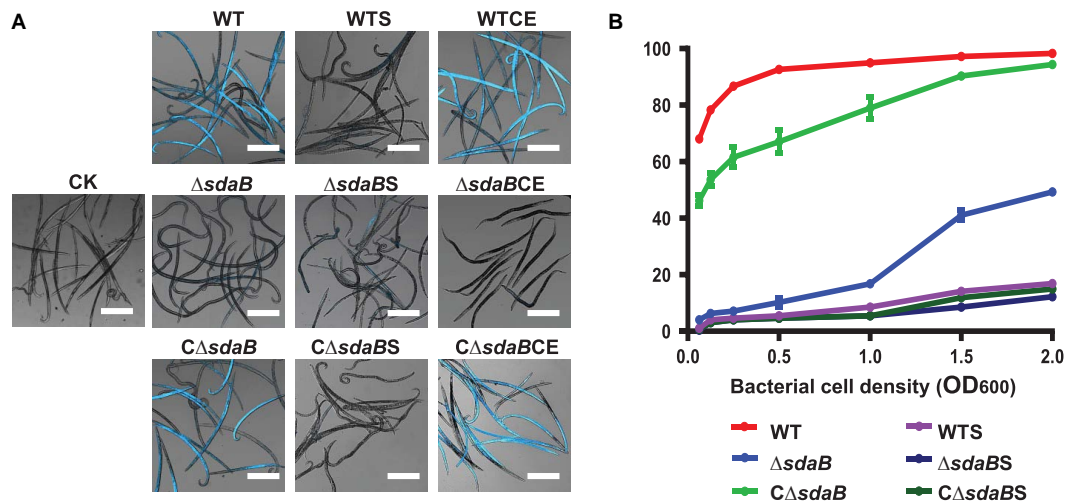 A
WT WTS WTCE
CK ΔsdaB ΔsdaBS ΔsdaBCE
CΔsdaB CΔsdaBS CΔsdaBCE
B
100
80
60
40
20
0
0.0 0.5 1.0 1.5 2.0
Bacterial cell density (OD600)
WT WTS
ΔsdaB ΔsdaBS
CΔsdaB CΔsdaBS